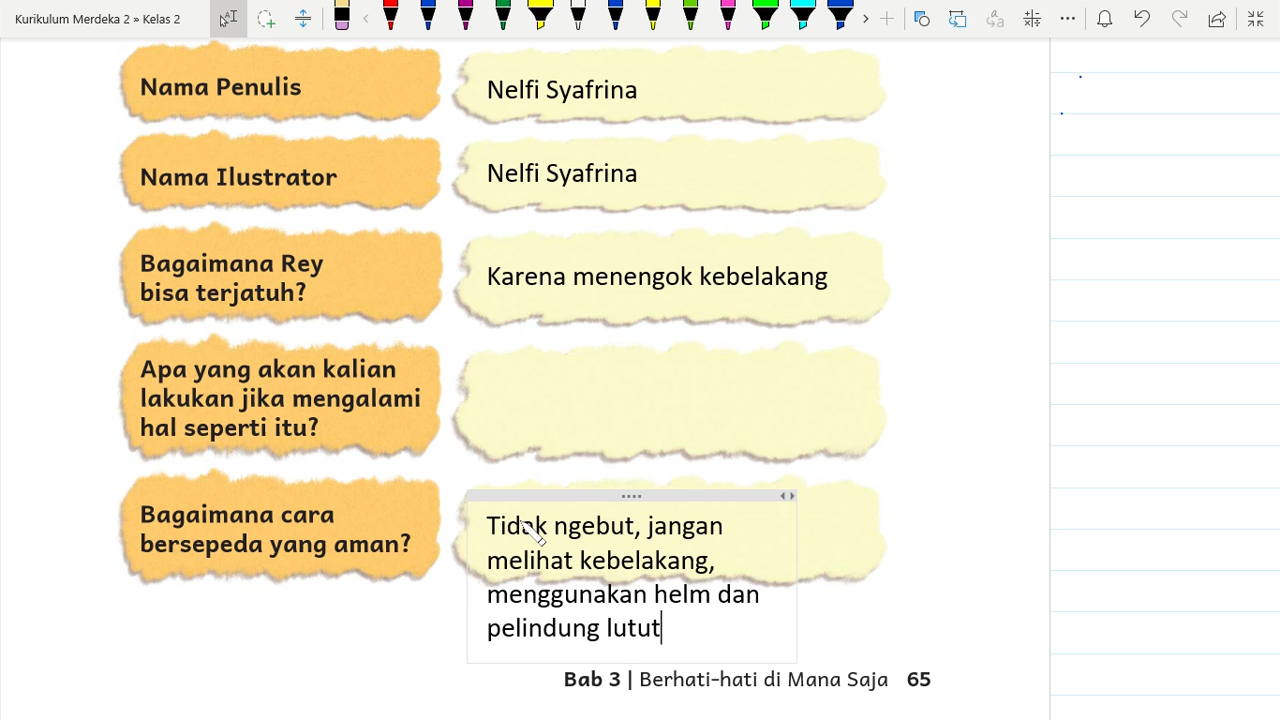 Kurikulum Merdeka 2 » Kelas 2
Nama Penulis
Nelfi Syafrina
Nama Ilustrator
Nelfi Syafrina
Bagaimana Rey
bisa terjatuh?
Karena menengok kebelakang
Apa yang akan kalian
lakukan jika mengalami
hal seperti itu?
Bagaimana cara
bersepeda yang aman?
Tidak ngebut, jangan
melihat kebelakang,
menggunakan helm dan
pelindung lutut
Bab 3 | Berhati-hati di Mana Saja 65